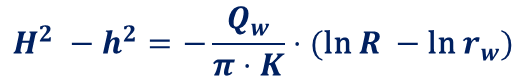 H² − h² = − Q_w / (π · K) · (ln R − ln r_w)